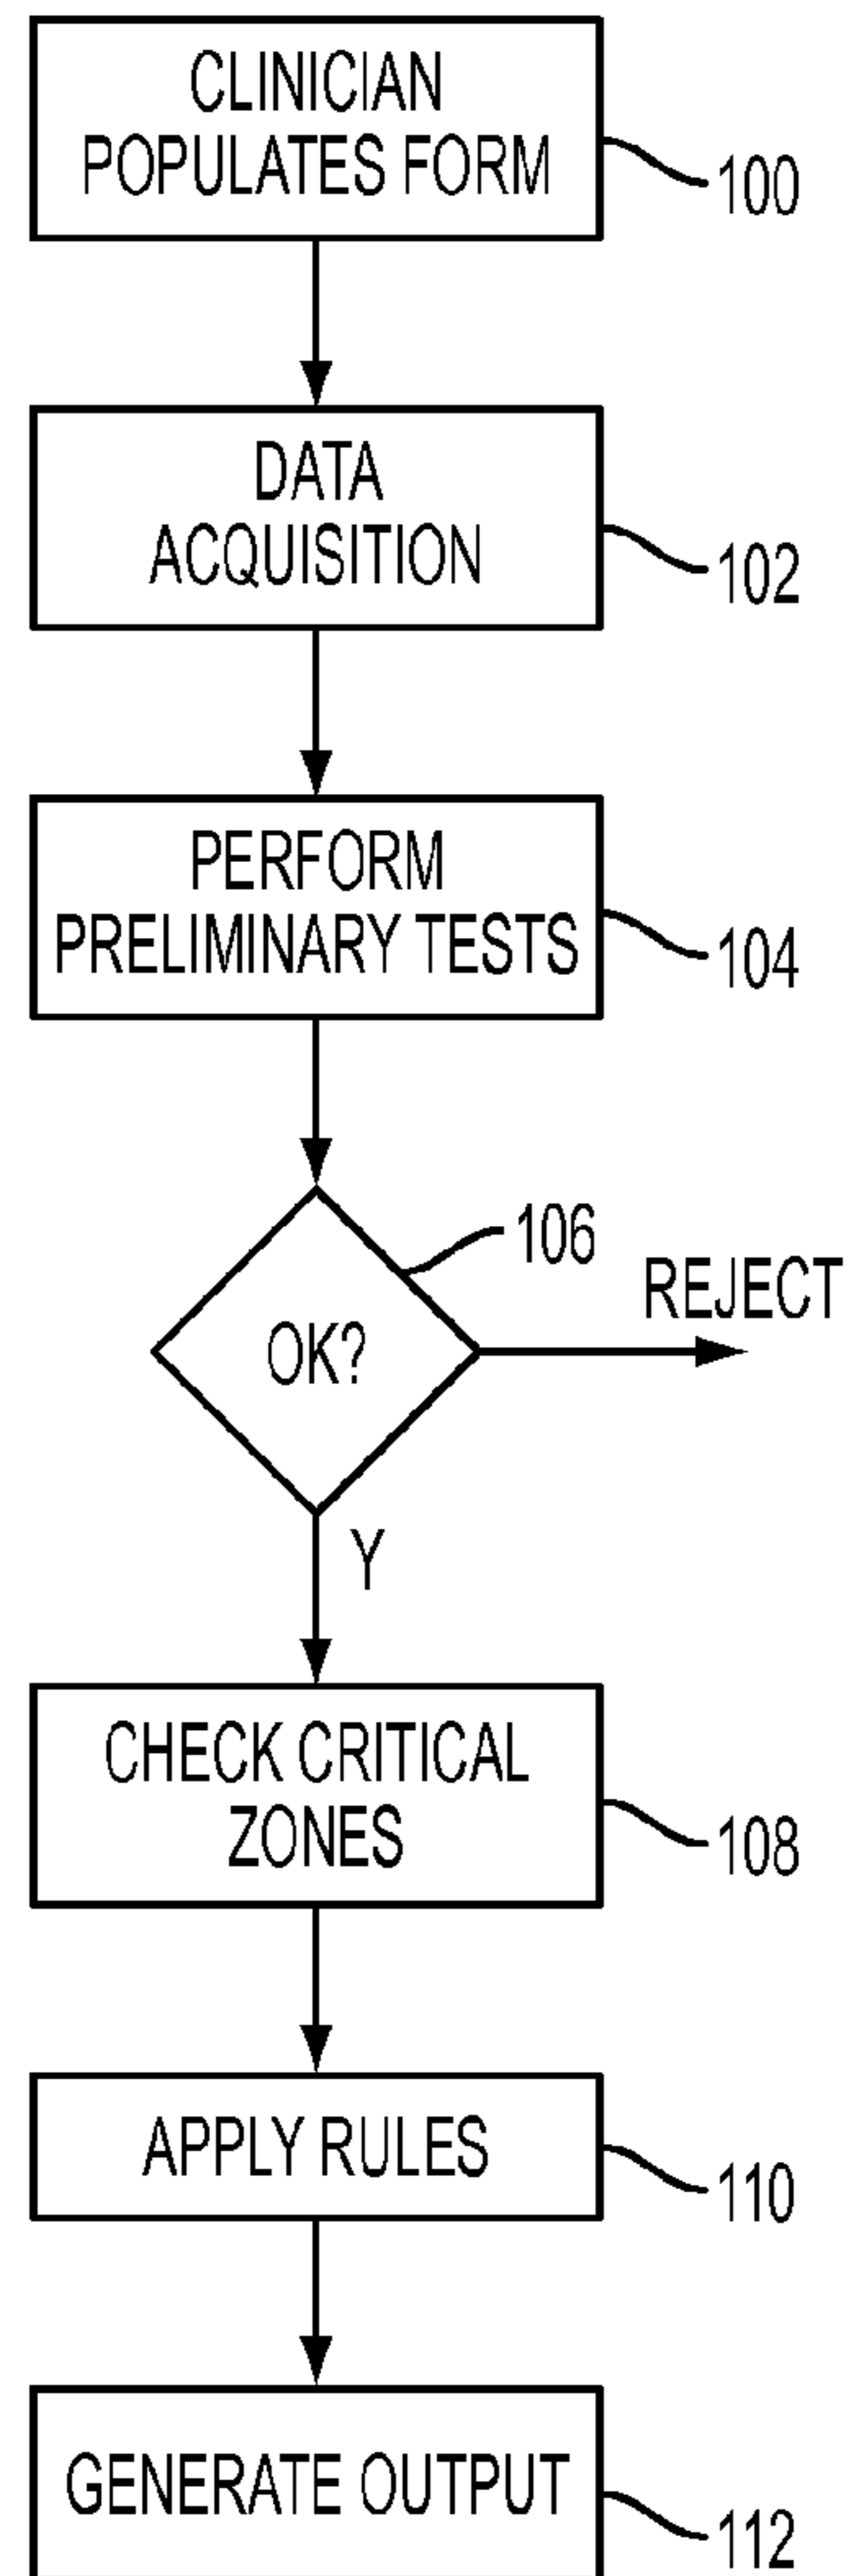 CLINICIAN
POPULATES FORM
100
DATA
ACQUISITION
102
PERFORM
PRELIMINARY TESTS
104
106
REJECT
OK?
Y
CHECK CRITICAL
ZONES
108
APPLY RULES
110
GENERATE OUTPUT
112